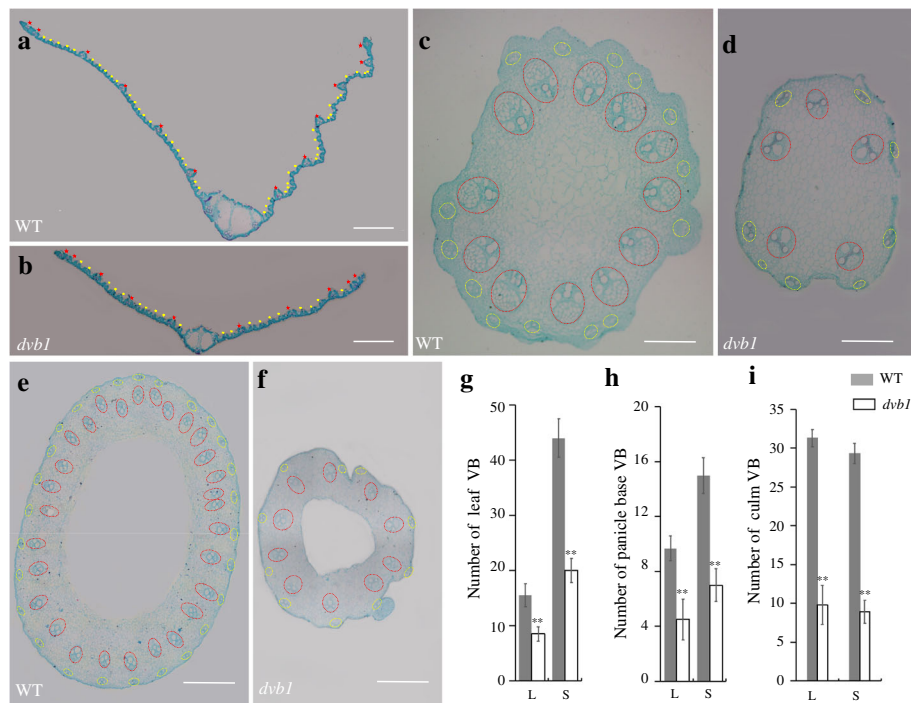 a
WT
b
dvb1
c
WT
d
dvb1
e
WT
f
dvb1
g
Number of leaf VB
50
40
30
20
10
0
**
**
L S
h
Number of panicle base VB
20
16
12
8
4
0
**
**
L S
i
WT
dvb1
Number of culm VB
35
30
25
20
15
10
5
0
**
**
L S